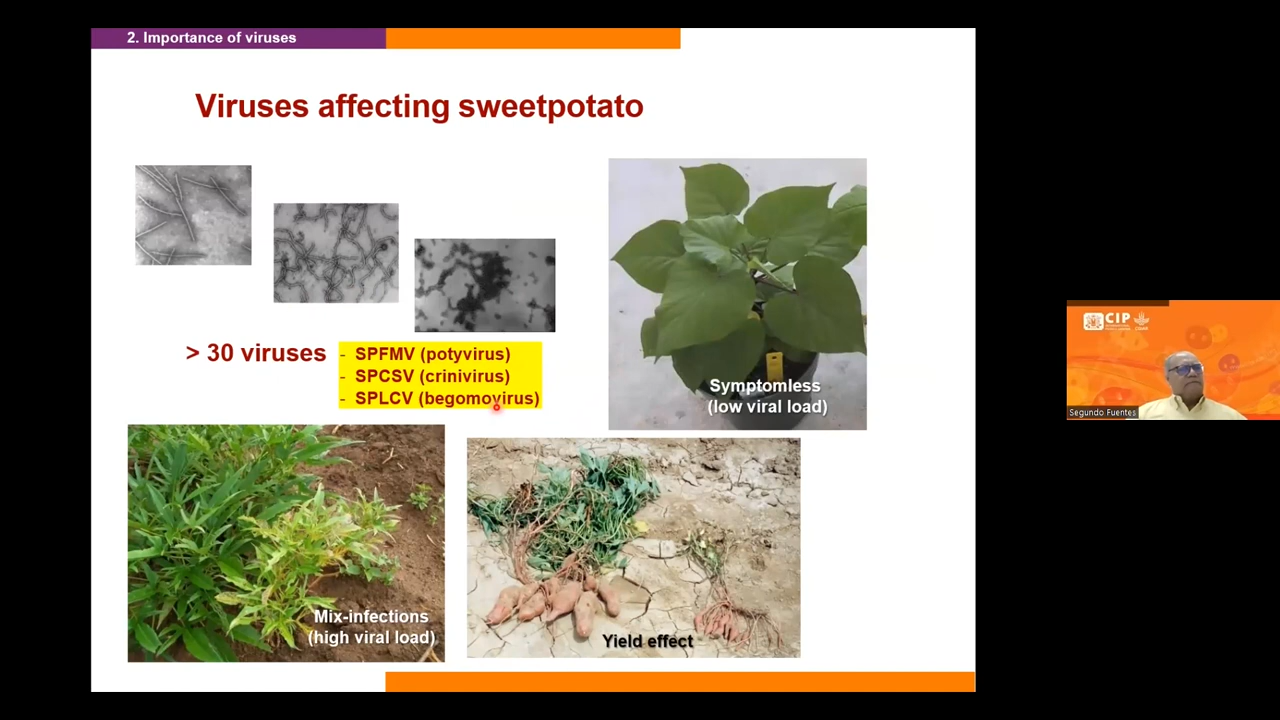 2. Importance of viruses
Viruses affecting sweetpotato
> 30 viruses
- SPFMV (potyvirus)
- SPCSV (crinivirus)
- SPLCV (begomovirus)
Symptomless
(low viral load)
Mix-infections
(high viral load)
Yield effect
CIP
Segundo Fuentes